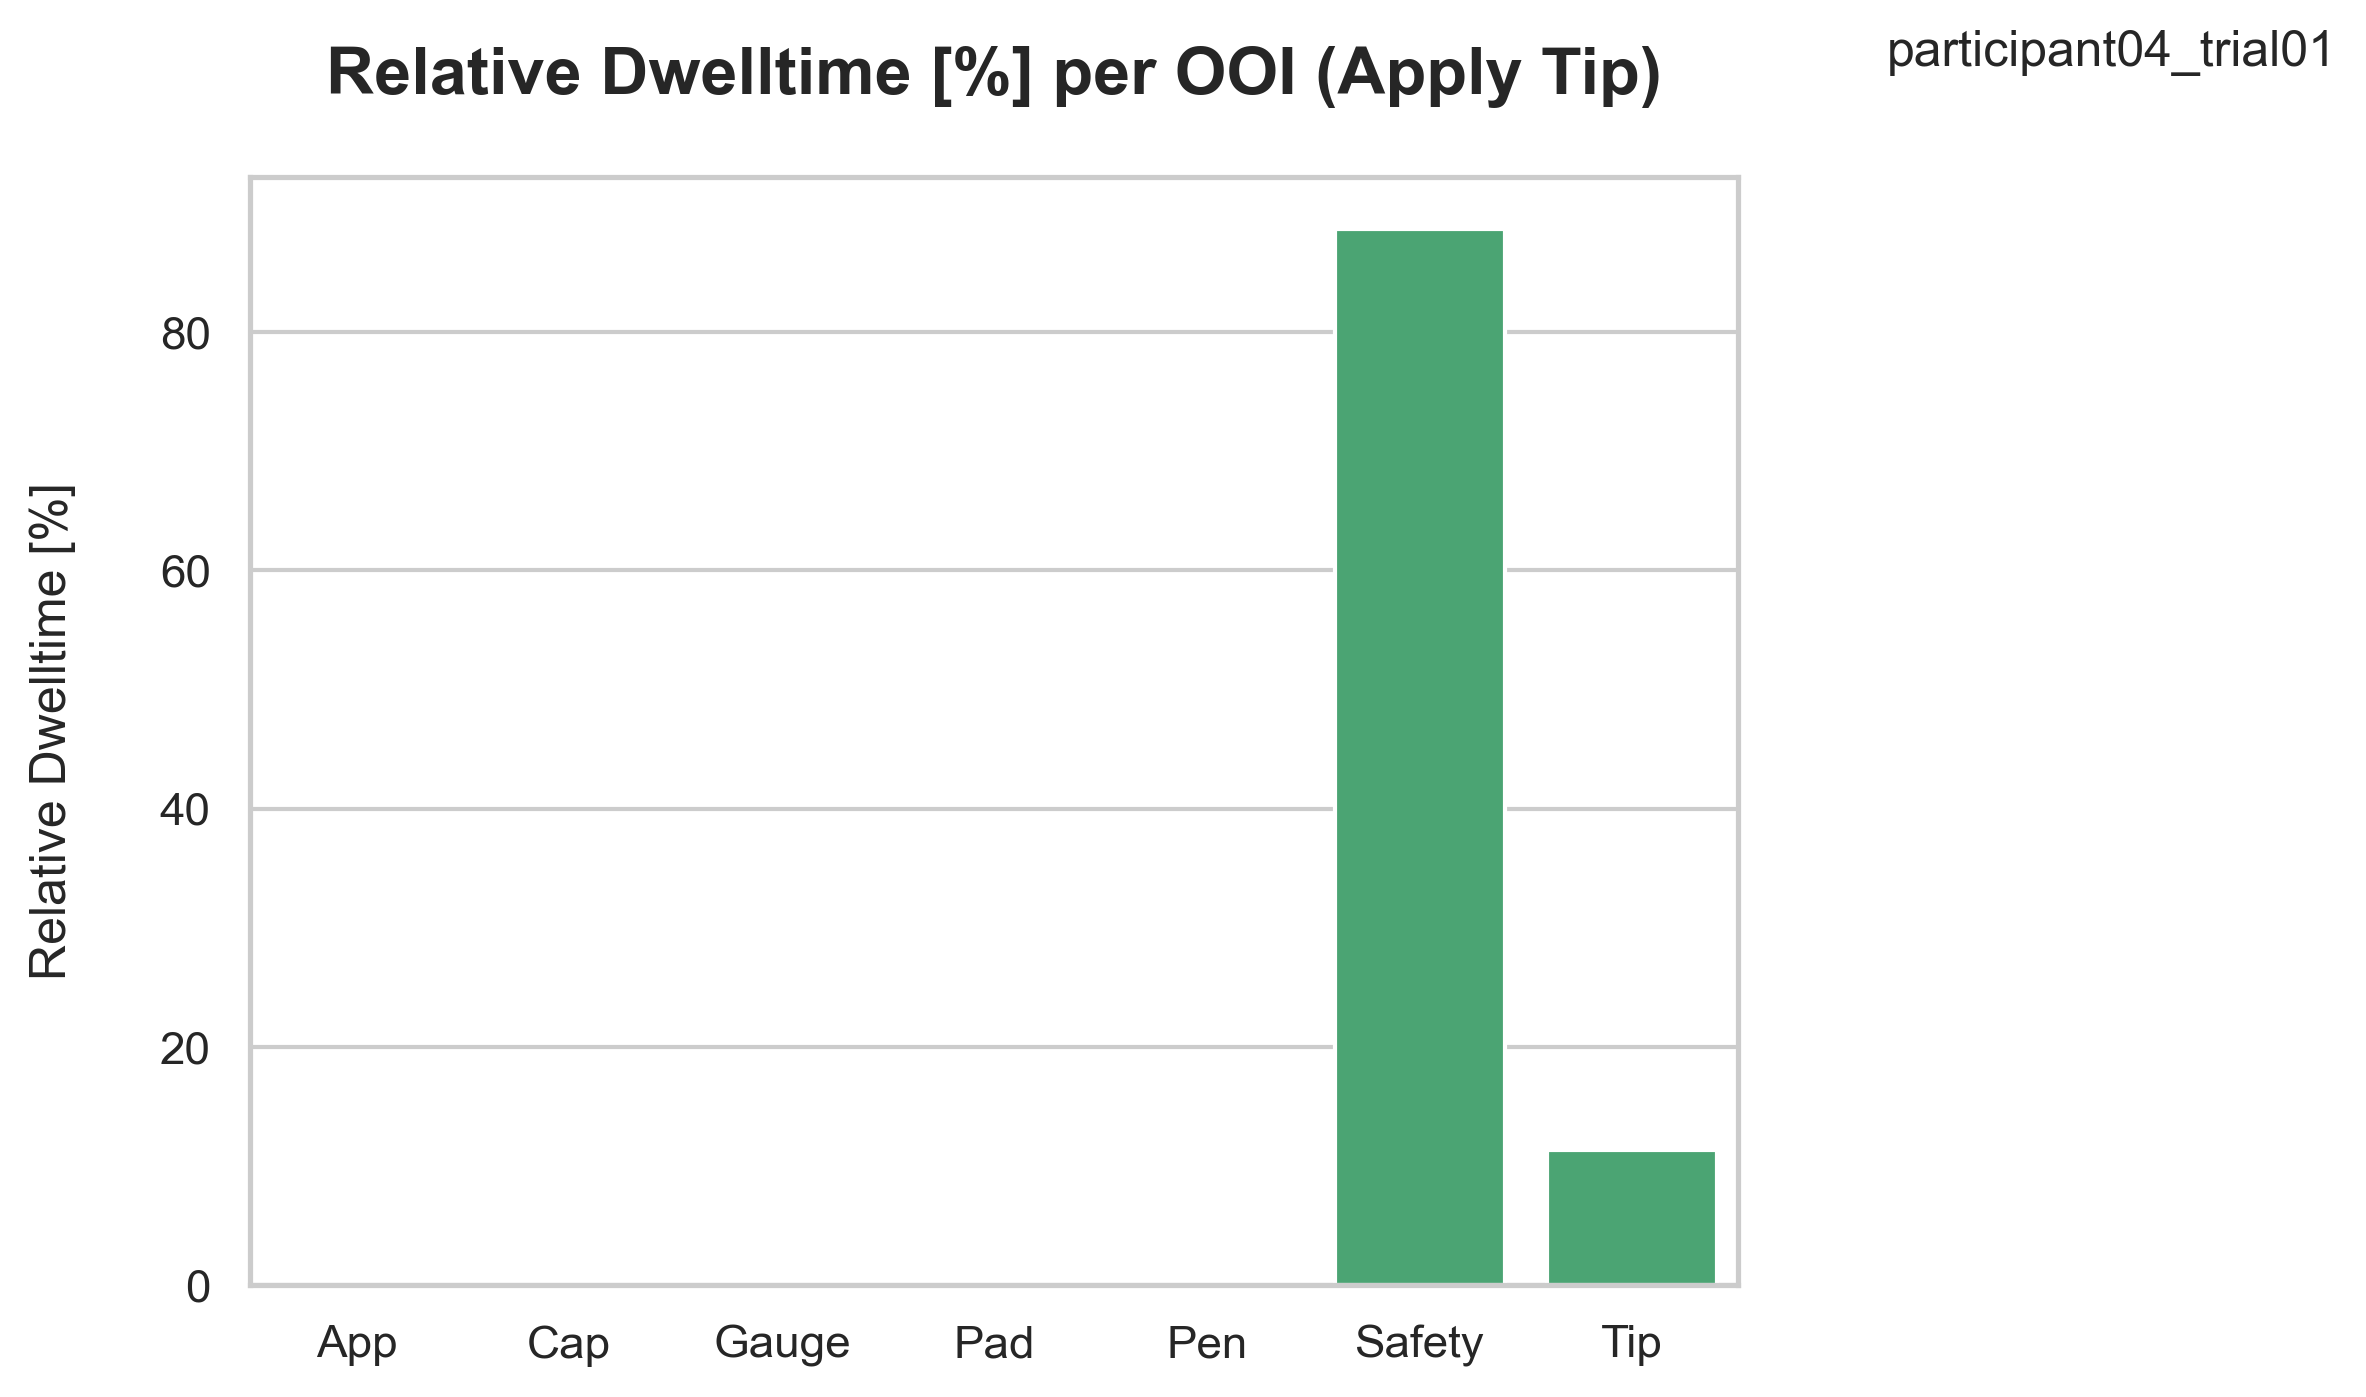 participant04_trial01
Relative Dwelltime [%] per OOI (Apply Tip)
Relative Dwelltime [%]
80
60
40
20
0
App Cap Gauge Pad Pen Safety Tip